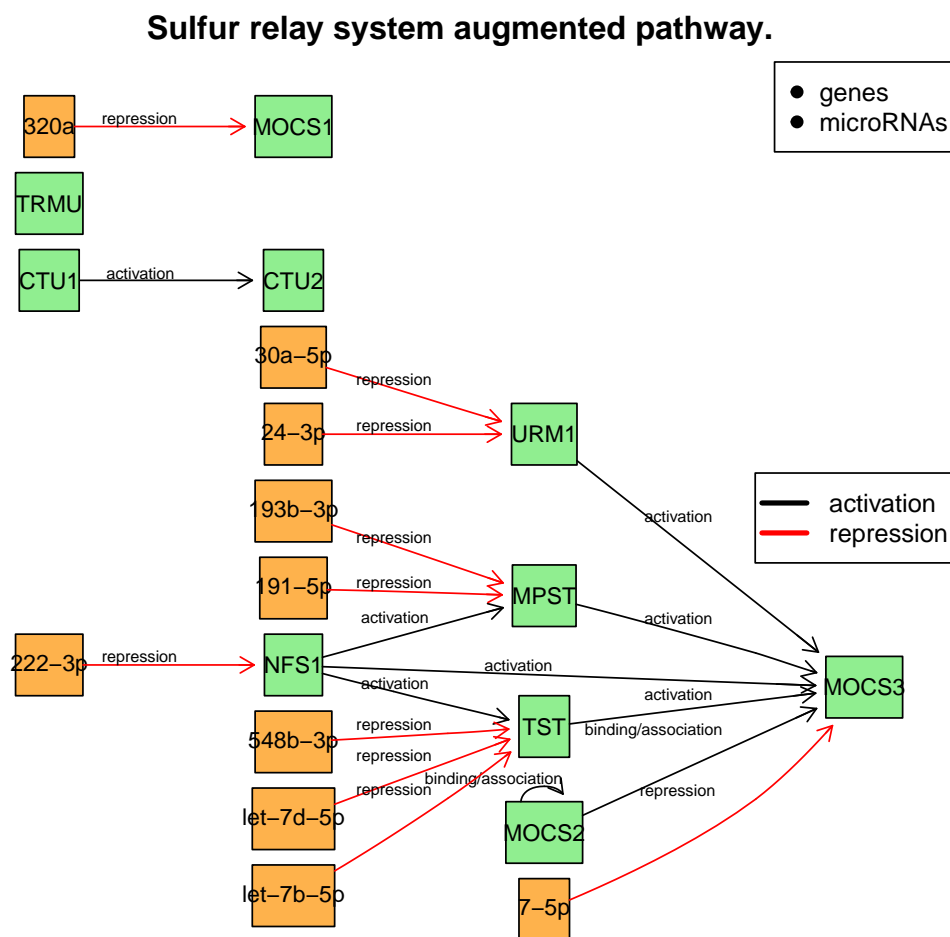 Sulfur relay system augmented pathway.
genes
microRNAs
320a
repression
MOCS1
TRMU
CTU1
activation
CTU2
30a−5p
repression
24−3p
repression
URM1
193b−3p
activation
activation
repression
repression
191−5p
repression
MPST
activation
activation
222−3p
repression
NFS1
activation
activation
MOCS3
activation
548b−3p
repression
TST
binding/association
repression
binding/association
repression
repression
let−7d−5p
MOCS2
let−7b−5p
7−5p